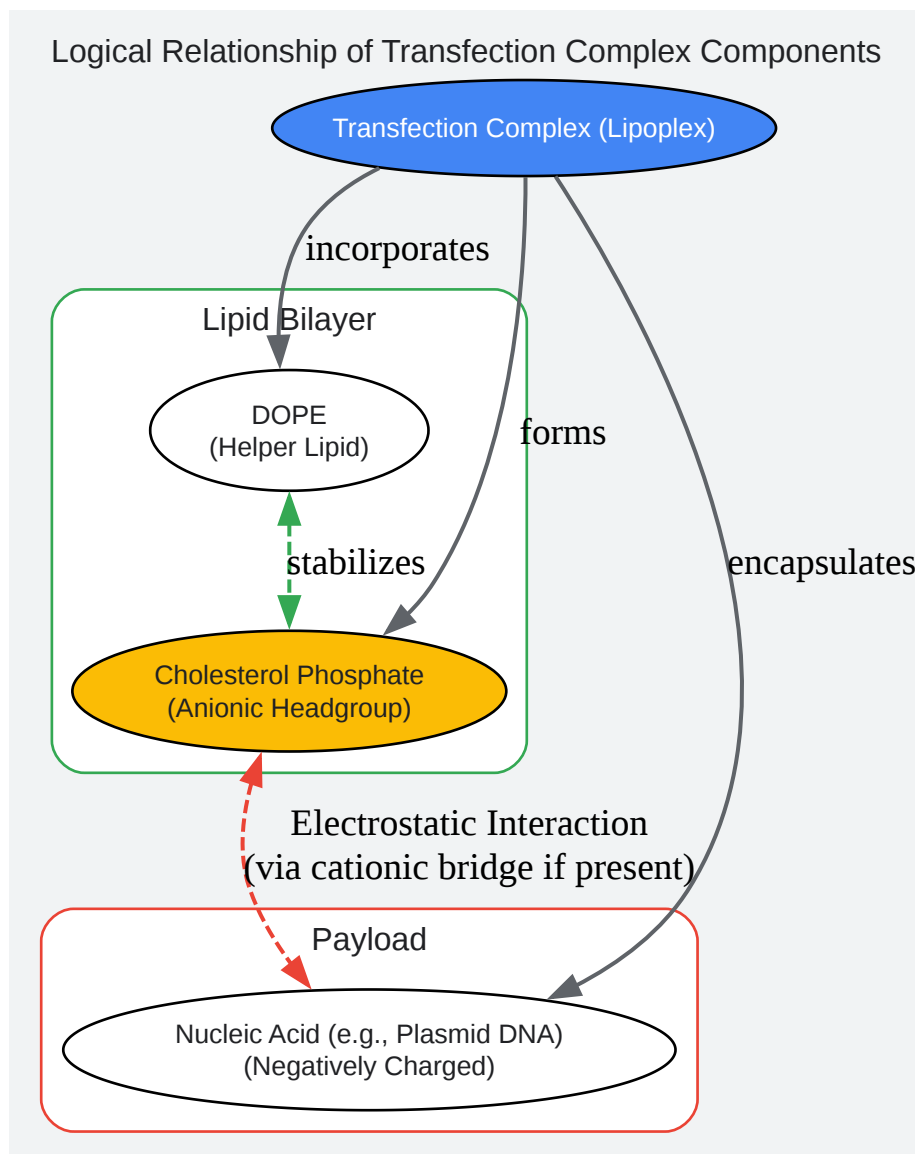 Logical Relationship of Transfection Complex Components
Transfection Complex (Lipoplex)
incorporates
Lipid Bilayer
DOPE
(Helper Lipid)
forms
stabilizes
encapsulates
Cholesterol Phosphate
(Anionic Headgroup)
Electrostatic Interaction
(via cationic bridge if present)
Payload
Nucleic Acid (e.g., Plasmid DNA)
(Negatively Charged)